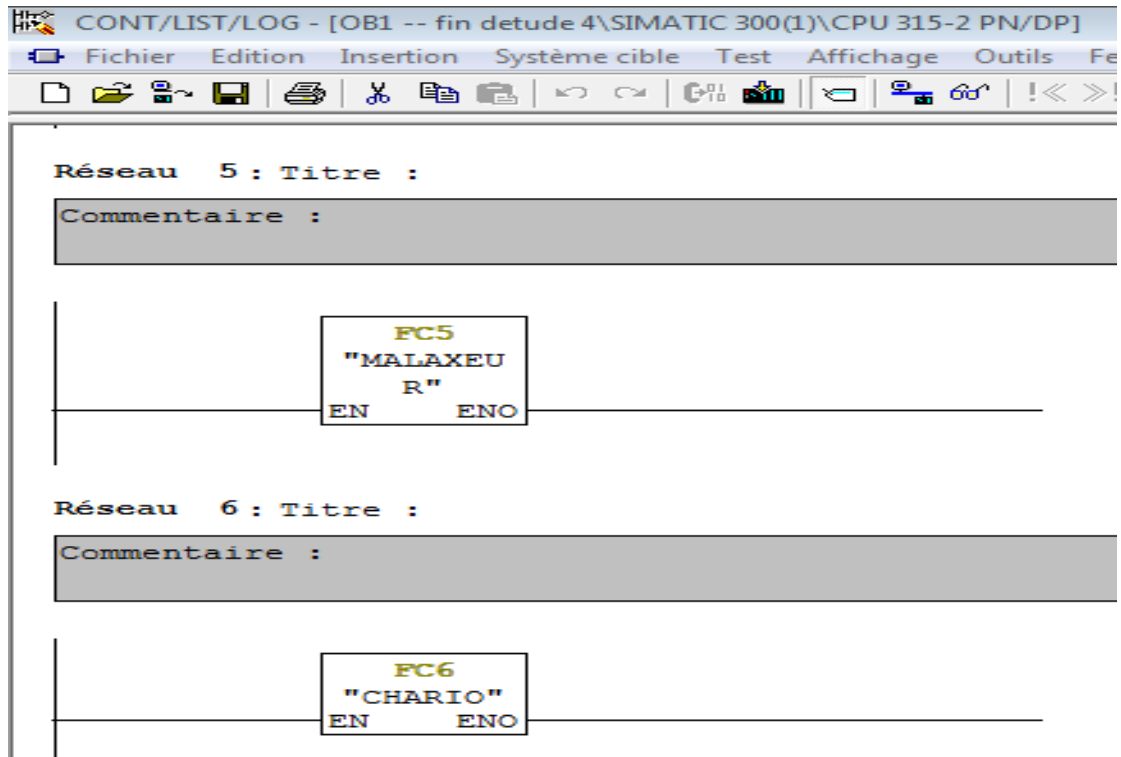 CONT/LIST/LOG - [OB1 -- fin detude 4\SIMATIC 300(1)\CPU 315-2 PN/DP]
Fichier Edition Insertion Système cible Test Affichage Outils Fe
Réseau 5 : Titre :
Commentaire :
FC5
"MALAXEU
R"
EN ENO
Réseau 6 : Titre :
Commentaire :
FC6
"CHARIO"
EN ENO